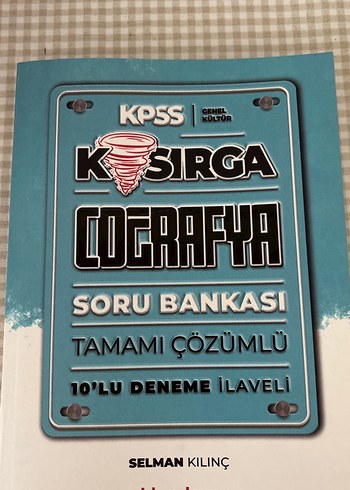 KPSS | GENEL KÜLTÜR
KASIRGA
COĞRAFYA
SORU BANKASI
TAMAMI ÇÖZÜMLÜ
10'LU DENEME İLAVELİ
SELMAN KILINÇ